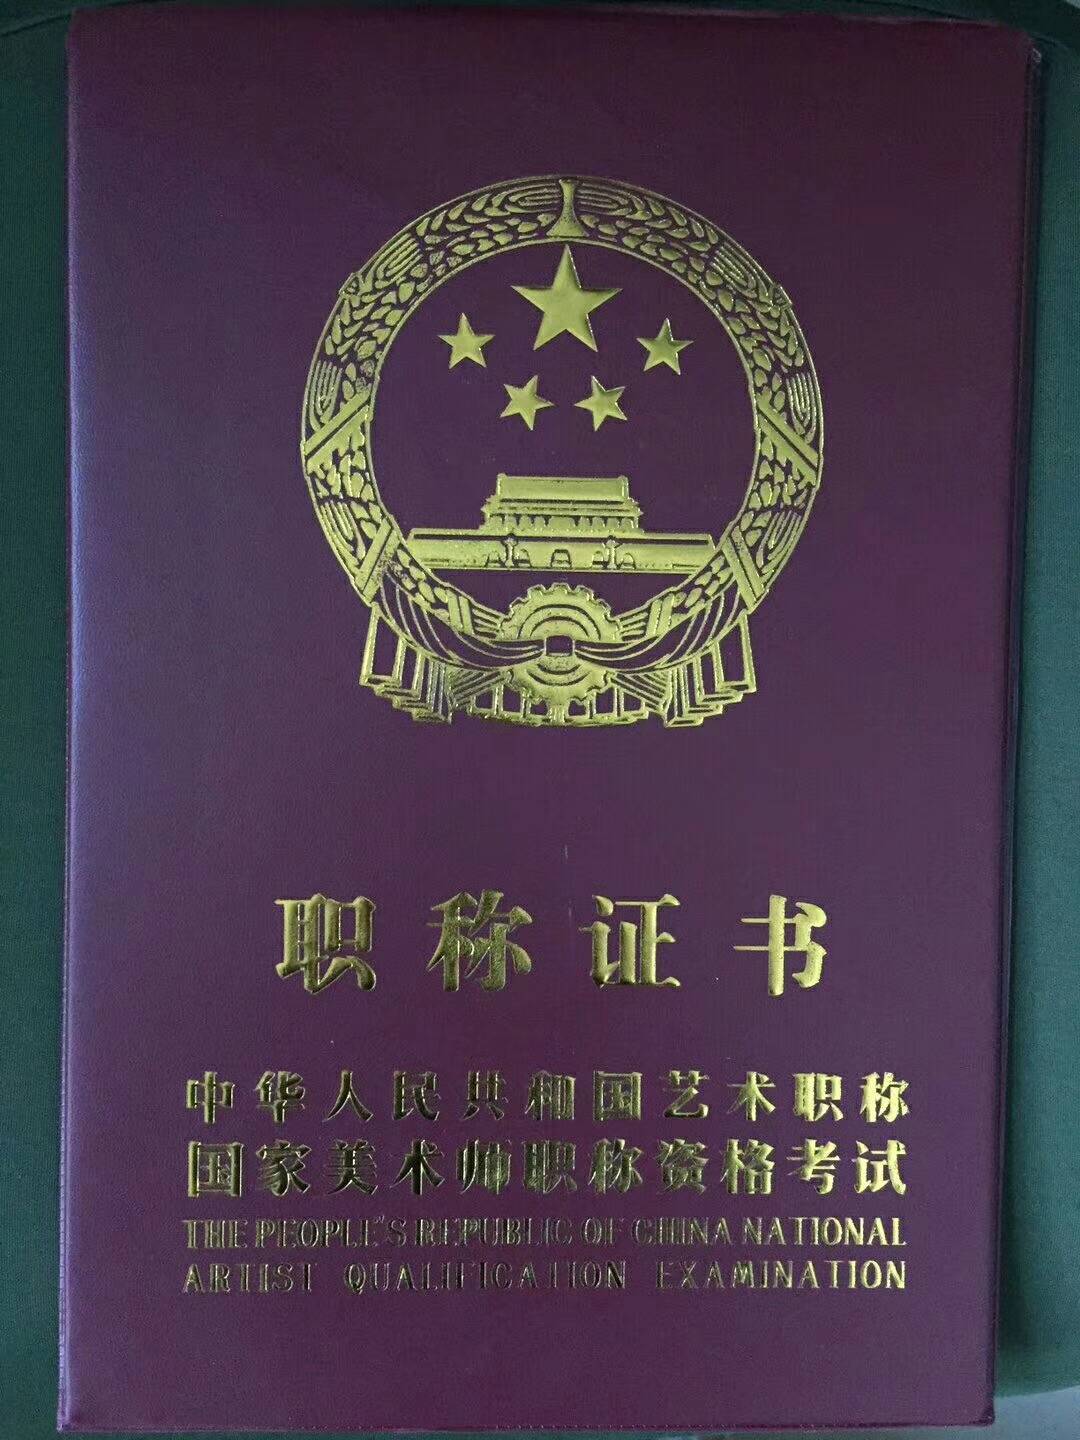 职称证书
中华人民共和国艺术职称
国家美术师职称资格考试
THE PEOPLE'S REPUBLIC OF CHINA NATIONAL
ARTIST QUALIFICATION EXAMINATION